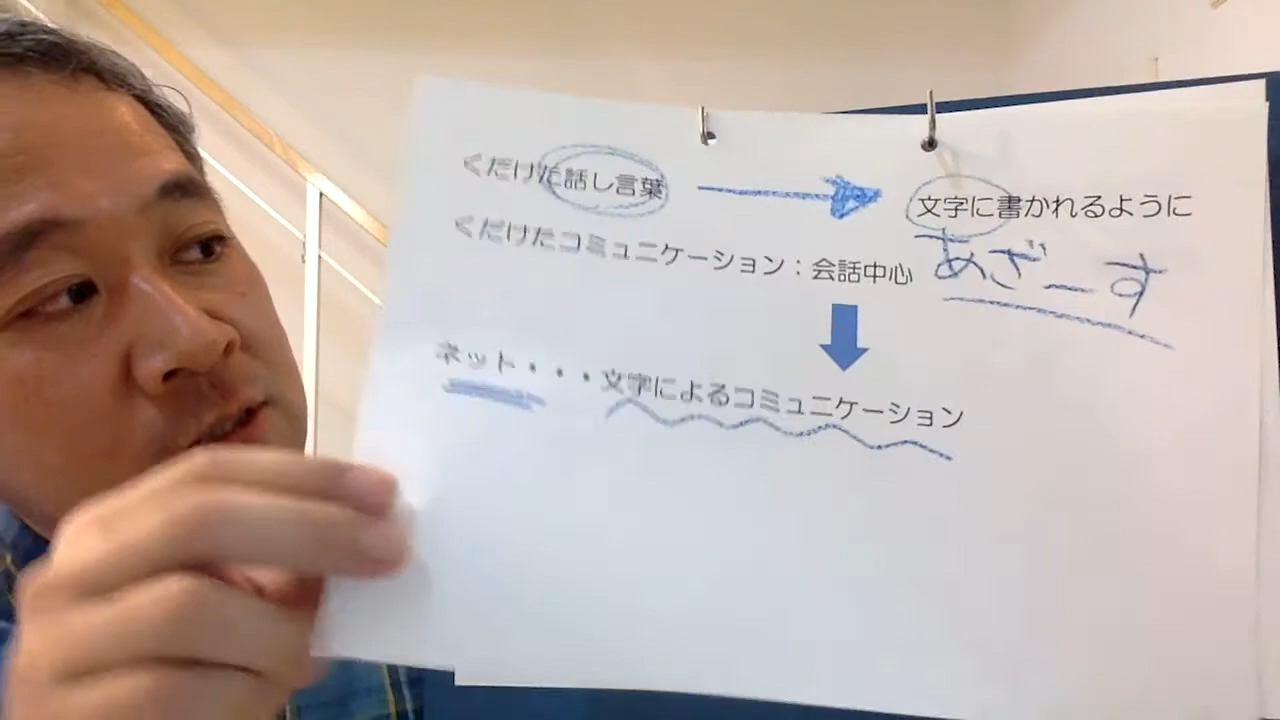 くだけた話し言葉 → 文字に書かれるように
くだけたコミュニケーション：会話中心 あざーす
ネット・・・文字によるコミュニケーション